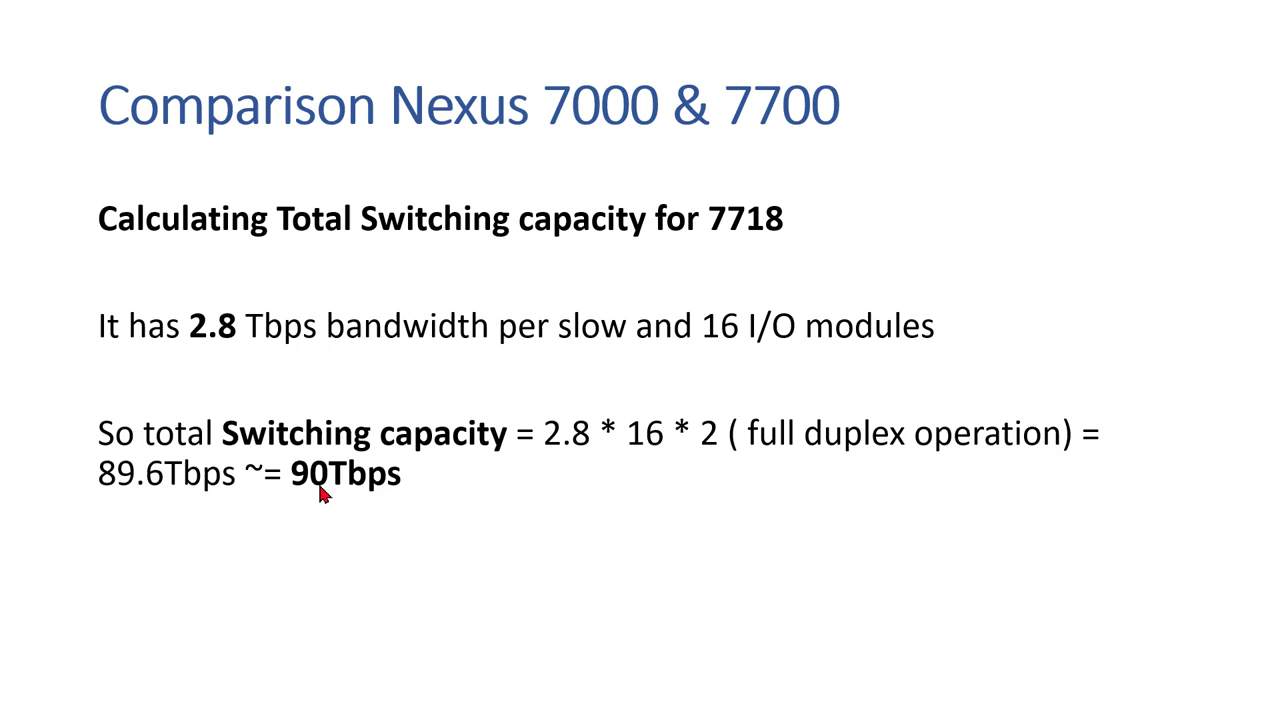 Comparison Nexus 7000 & 7700
Calculating Total Switching capacity for 7718
It has 2.8 Tbps bandwidth per slow and 16 I/O modules
So total Switching capacity = 2.8 * 16 * 2 ( full duplex operation) =
89.6Tbps ~= 90Tbps